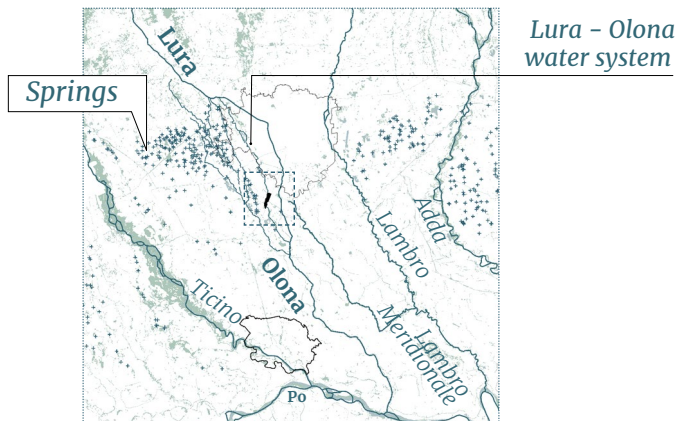 Lura – Olona
water system
Lura
Springs
Adda
Lambro
Olona
Ticino
Lambro
Meridionale
Po